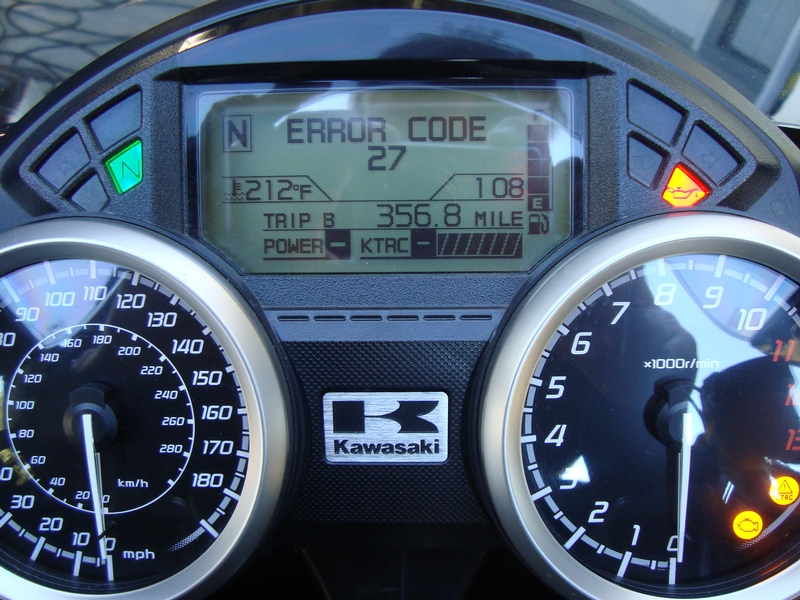 N ERROR CODE
27
212°F
108
E
TRIP B 356.8 MILE
POWER - KTRC -
N
Kawasaki
0 10 20 30
90 100 110 120 130 140 150 160 170 180
mph
20 40 60 80 100 120 140 160 180 200 220 240 260 280
km/h
0 1 2 3 4 5 6 7 8 9 10 11
x1000r/min
TRC